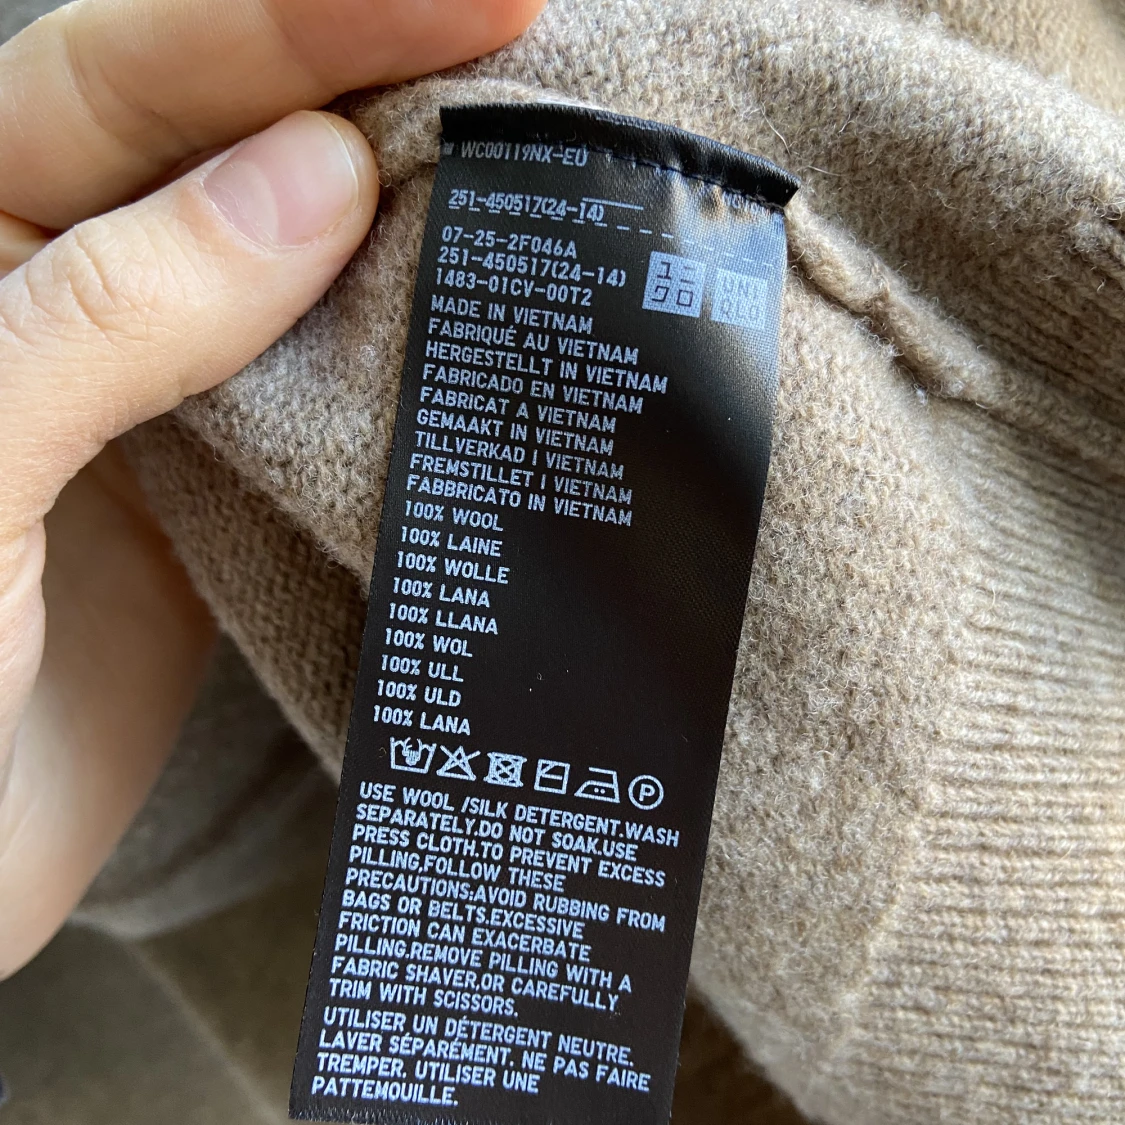 WC00119NX-EU
251-450517(24-14)
07-25-2F046A
251-450517(24-14)
1483-01CV-00T2
UNI
QLO
MADE IN VIETNAM
FABRIQUÉ AU VIETNAM
HERGESTELLT IN VIETNAM
FABRICADO EN VIETNAM
FABRICAT A VIETNAM
GEMAAKT IN VIETNAM
TILLVERKAD I VIETNAM
FREMSTILLET I VIETNAM
FABBRICATO IN VIETNAM
100% WOOL
100% LAINE
100% WOLLE
100% LANA
100% LLANA
100% WOL
100% ULL
100% ULD
100% LANA
P
USE WOOL /SILK DETERGENT.WASH
SEPARATELY.DO NOT SOAK.USE
PRESS CLOTH.TO PREVENT EXCESS
PILLING,FOLLOW THESE
PRECAUTIONS:AVOID RUBBING FROM
BAGS OR BELTS.EXCESSIVE
FRICTION CAN EXACERBATE
PILLING.REMOVE PILLING WITH A
FABRIC SHAVER,OR CAREFULLY
TRIM WITH SCISSORS.
UTILISER UN DÉTERGENT NEUTRE.
LAVER SÉPARÉMENT. NE PAS FAIRE
TREMPER. UTILISER UNE
PATTEMOUILLE.